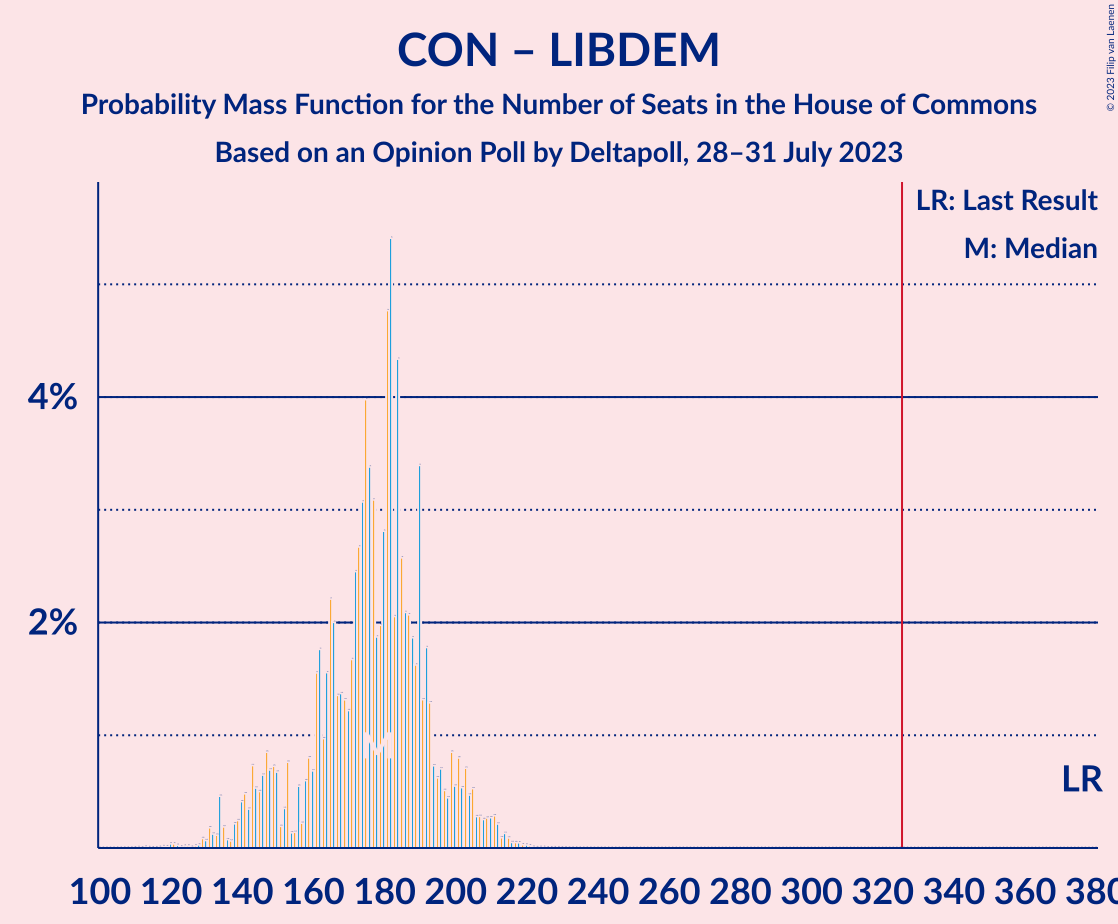 CON – LIBDEM
Probability Mass Function for the Number of Seats in the House of Commons
Based on an Opinion Poll by Deltapoll, 28–31 July 2023
© 2023 Filip van Laenen
LR: Last Result
M: Median
4%
2%
M
LR
100 120 140 160 180 200 220 240 260 280 300 320 340 360 380